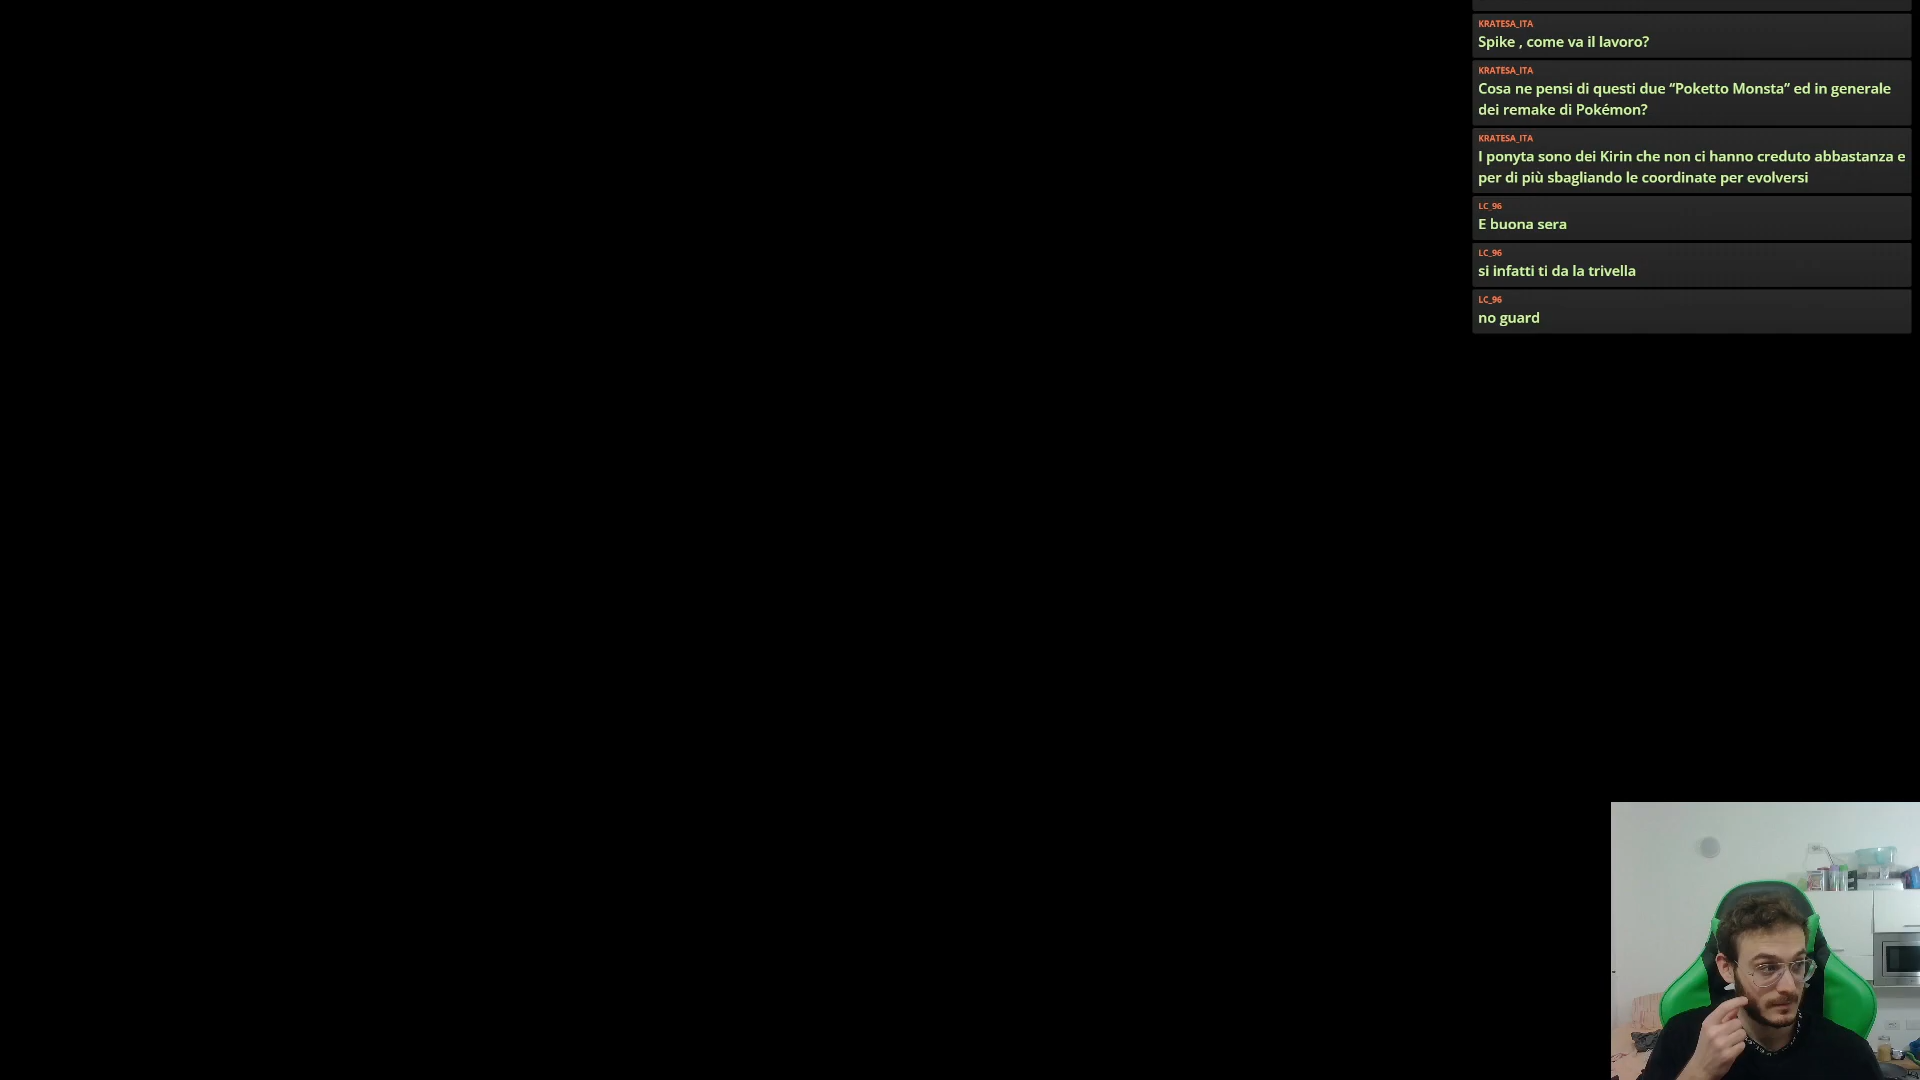 KRATESA_ITA
Spike , come va il lavoro?
KRATESA_ITA
Cosa ne pensi di questi due “Poketto Monsta” ed in generale
dei remake di Pokémon?
KRATESA_ITA
I ponyta sono dei Kirin che non ci hanno creduto abbastanza e
per di più sbagliando le coordinate per evolversi
LC_96
E buona sera
LC_96
si infatti ti da la trivella
LC_96
no guard